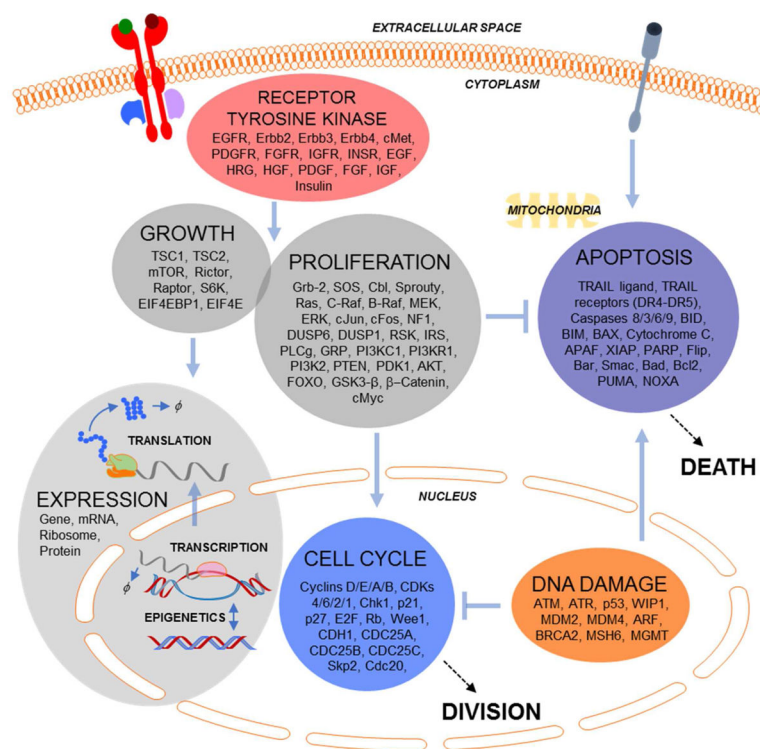 EXTRACELLULAR SPACE
CYTOPLASM
RECEPTOR
TYROSINE KINASE
EGFR, Erbb2, Erbb3, Erbb4, cMet,
PDGFR, FGFR, IGFR, INSR, EGF,
HRG, HGF, PDGF, FGF, IGF,
Insulin
MITOCHONDRIA
GROWTH
TSC1, TSC2,
mTOR, Rictor,
Raptor, S6K,
EIF4EBP1, EIF4E
PROLIFERATION
Grb-2, SOS, Cbl, Sprouty,
Ras, C-Raf, B-Raf, MEK,
ERK, cJun, cFos, NF1,
DUSP6, DUSP1, RSK, IRS,
PLCg, GRP, PI3KC1, PI3KR1,
PI3K2, PTEN, PDK1, AKT,
FOXO, GSK3-β, β–Catenin,
cMyc
APOPTOSIS
TRAIL ligand, TRAIL
receptors (DR4-DR5),
Caspases 8/3/6/9, BID,
BIM, BAX, Cytochrome C,
APAF, XIAP, PARP, Flip,
Bar, Smac, Bad, Bcl2,
PUMA, NOXA
DEATH
ϕ
TRANSLATION
EXPRESSION
Gene, mRNA,
Ribosome,
Protein
TRANSCRIPTION
ϕ
EPIGENETICS
NUCLEUS
CELL CYCLE
Cyclins D/E/A/B, CDKs
4/6/2/1, Chk1, p21,
p27, E2F, Rb, Wee1,
CDH1, CDC25A,
CDC25B, CDC25C,
Skp2, Cdc20,
DIVISION
DNA DAMAGE
ATM, ATR, p53, WIP1,
MDM2, MDM4, ARF,
BRCA2, MSH6, MGMT